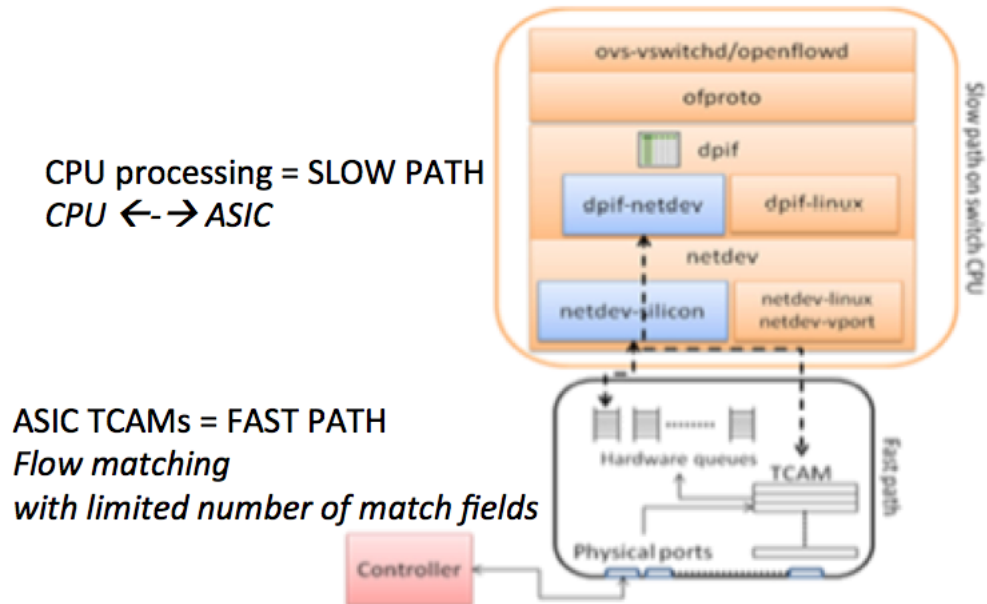 CPU processing = SLOW PATH
CPU ←-→ ASIC
ASIC TCAMs = FAST PATH
Flow matching
with limited number of match fields
ovs-vswitchd/openflowd
ofproto
dpif
dpif-netdev
dpif-linux
netdev
netdev-silicon
netdev-linux
netdev-vport
Slow path on switch CPU
Hardware queues
TCAM
Physical ports
Fast path
Controller